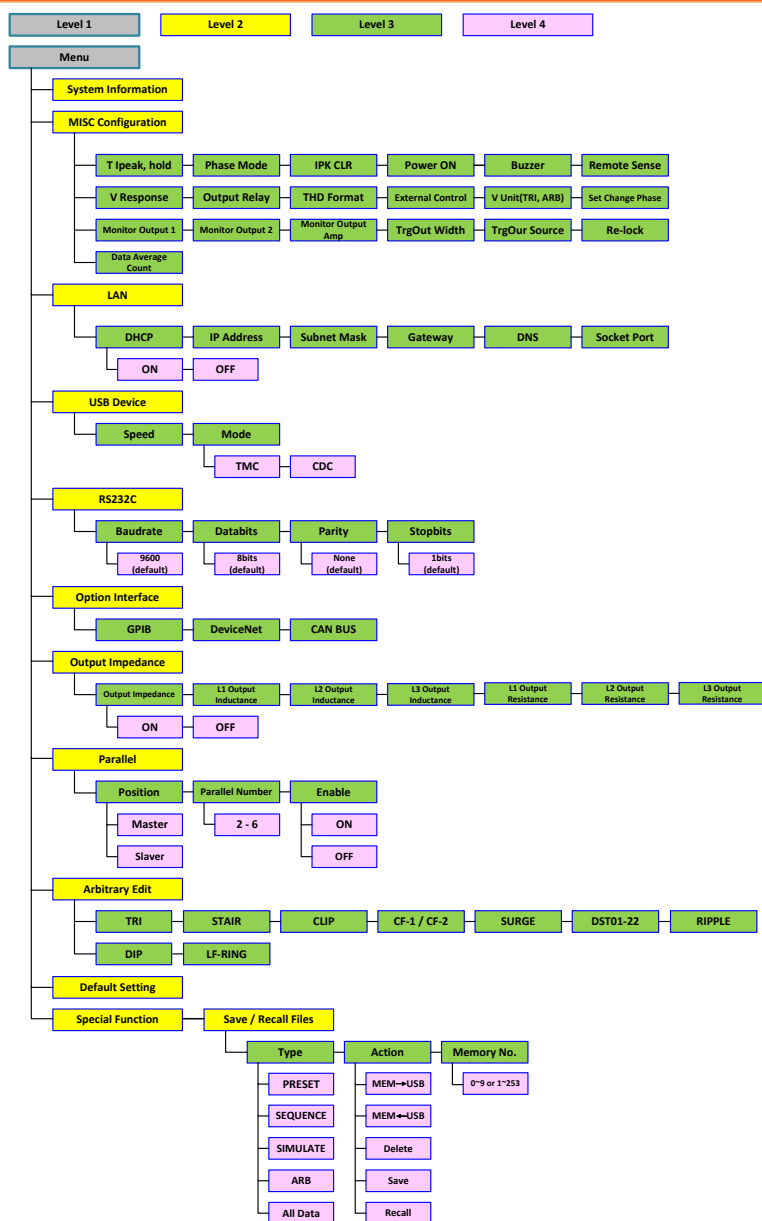 Level 1
Level 2
Level 3
Level 4
Menu
System Information
MISC Configuration
T Ipeak, hold
Phase Mode
IPK CLR
Power ON
Buzzer
Remote Sense
V Response
Output Relay
THD Format
External Control
V Unit(TRI, ARB)
Set Change Phase
Monitor Output 1
Monitor Output 2
Monitor Output
Amp
TrgOut Width
TrgOur Source
Re-lock
Data Average
Count
LAN
DHCP
IP Address
Subnet Mask
Gateway
DNS
Socket Port
ON
OFF
USB Device
Speed
Mode
TMC
CDC
RS232C
Baudrate
Databits
Parity
Stopbits
9600
(default)
8bits
(default)
None
(default)
1bits
(default)
Option Interface
GPIB
DeviceNet
CAN BUS
Output Impedance
Output Impedance
L1 Output
Inductance
L2 Output
Inductance
L3 Output
Inductance
L1 Output
Resistance
L2 Output
Resistance
L3 Output
Resistance
ON
OFF
Parallel
Position
Parallel Number
Enable
Master
2 - 6
ON
Slaver
OFF
Arbitrary Edit
TRI
STAIR
CLIP
CF-1 / CF-2
SURGE
DST01-22
RIPPLE
DIP
LF-RING
Default Setting
Special Function
Save / Recall Files
Type
Action
Memory No.
PRESET
MEM→USB
0~9 or 1~253
SEQUENCE
MEM←USB
SIMULATE
Delete
ARB
Save
All Data
Recall